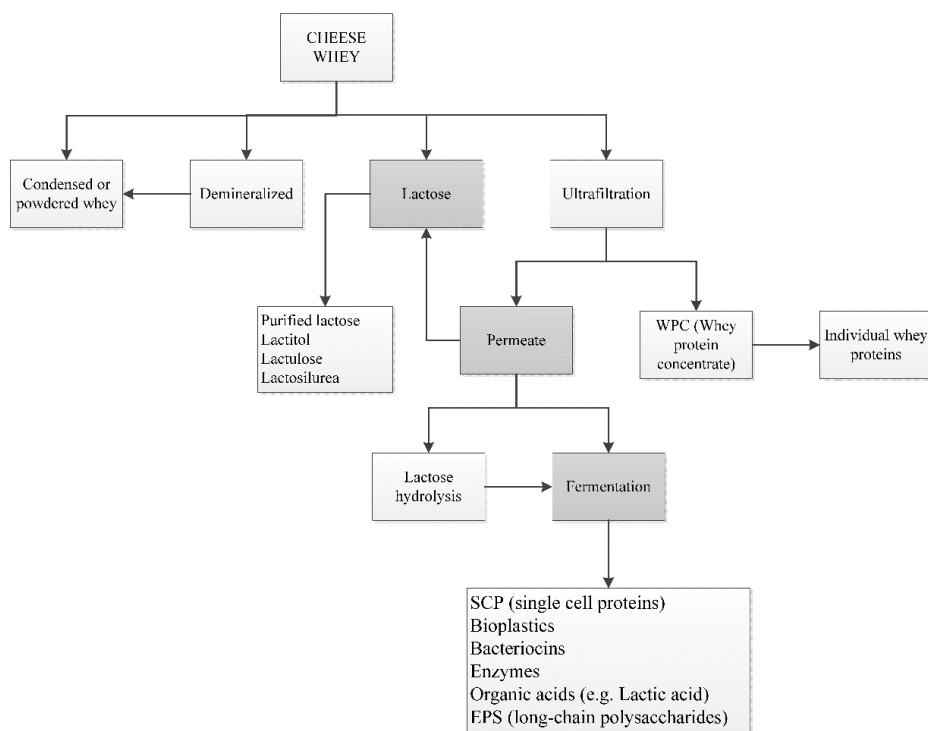 CHEESE
WHEY
Condensed or
powdered whey
Demineralized
Lactose
Ultrafiltration
Purified lactose
Lactitol
Lactulose
Lactosilurea
Permeate
WPC (Whey
protein
concentrate)
Individual whey
proteins
Lactose
hydrolysis
Fermentation
SCP (single cell proteins)
Bioplastics
Bacteriocins
Enzymes
Organic acids (e.g. Lactic acid)
EPS (long-chain polysaccharides)